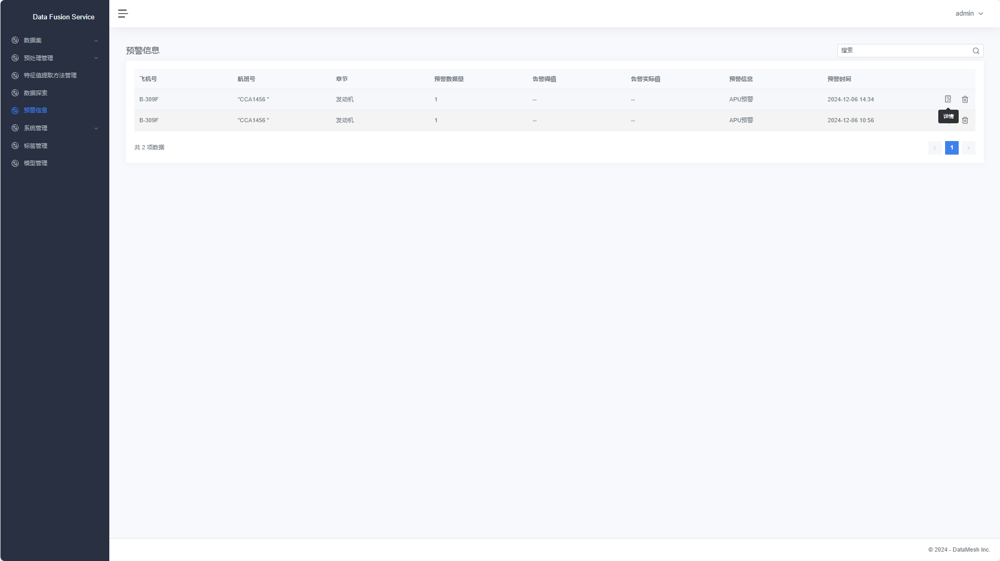 Data Fusion Service
admin
数据集
预处理管理
特征值提取方法管理
数据探索
预警信息
系统管理
标签管理
模型管理
预警信息
搜索
飞机号 航班号 章节 预警数据量 告警阈值 告警实际值 预警信息 预警时间
B-309F "CCA1456 " 发动机 1 -- -- APU预警 2024-12-06 14:34
详情
B-309F "CCA1456 " 发动机 1 -- -- APU预警 2024-12-06 10:56
共 2 项数据
1
© 2024 - DataMesh Inc.